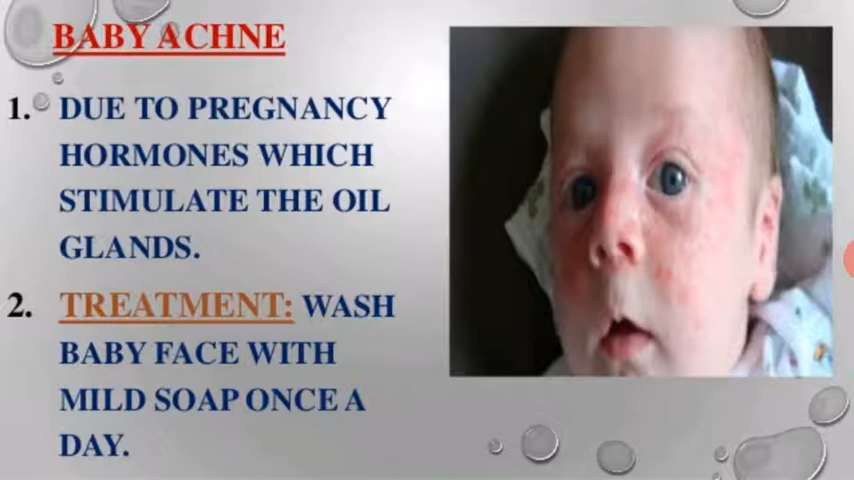 BABY ACHNE
1. DUE TO PREGNANCY
HORMONES WHICH
STIMULATE THE OIL
GLANDS.
2. TREATMENT: WASH
BABY FACE WITH
MILD SOAP ONCE A
DAY.